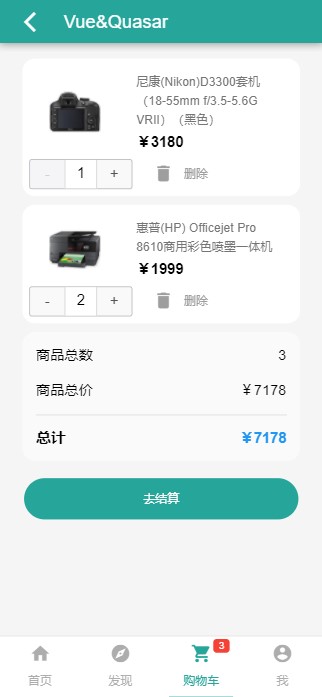 Vue&Quasar
尼康(Nikon)D3300套机
（18-55mm f/3.5-5.6G
VRII）（黑色）
￥3180
- 1 + 删除
惠普(HP) Officejet Pro
8610商用彩色喷墨一体机
￥1999
- 2 + 删除
商品总数 3
商品总价 ￥7178
总计 ￥7178
去结算
3
首页 发现 购物车 我